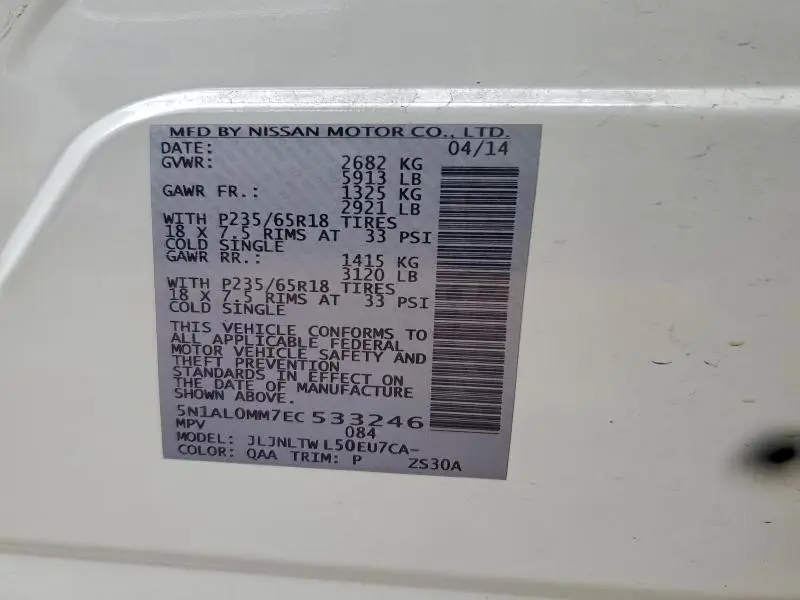 MFD BY NISSAN MOTOR CO., LTD.
DATE: 04/14
GVWR: 2682 KG
5913 LB
GAWR FR.: 1325 KG
2921 LB
WITH P235/65R18 TIRES
18 X 7.5 RIMS AT 33 PSI
COLD SINGLE
GAWR RR.: 1415 KG
3120 LB
WITH P235/65R18 TIRES
18 X 7.5 RIMS AT 33 PSI
COLD SINGLE
THIS VEHICLE CONFORMS TO
ALL APPLICABLE FEDERAL
MOTOR VEHICLE SAFETY AND
THEFT PREVENTION
STANDARDS IN EFFECT ON
THE DATE OF MANUFACTURE
SHOWN ABOVE.
5N1AL0MM7EC 533246
MPV 084
MODEL: JLJNLTW L50EU7CA-
COLOR: QAA TRIM: P ZS30A